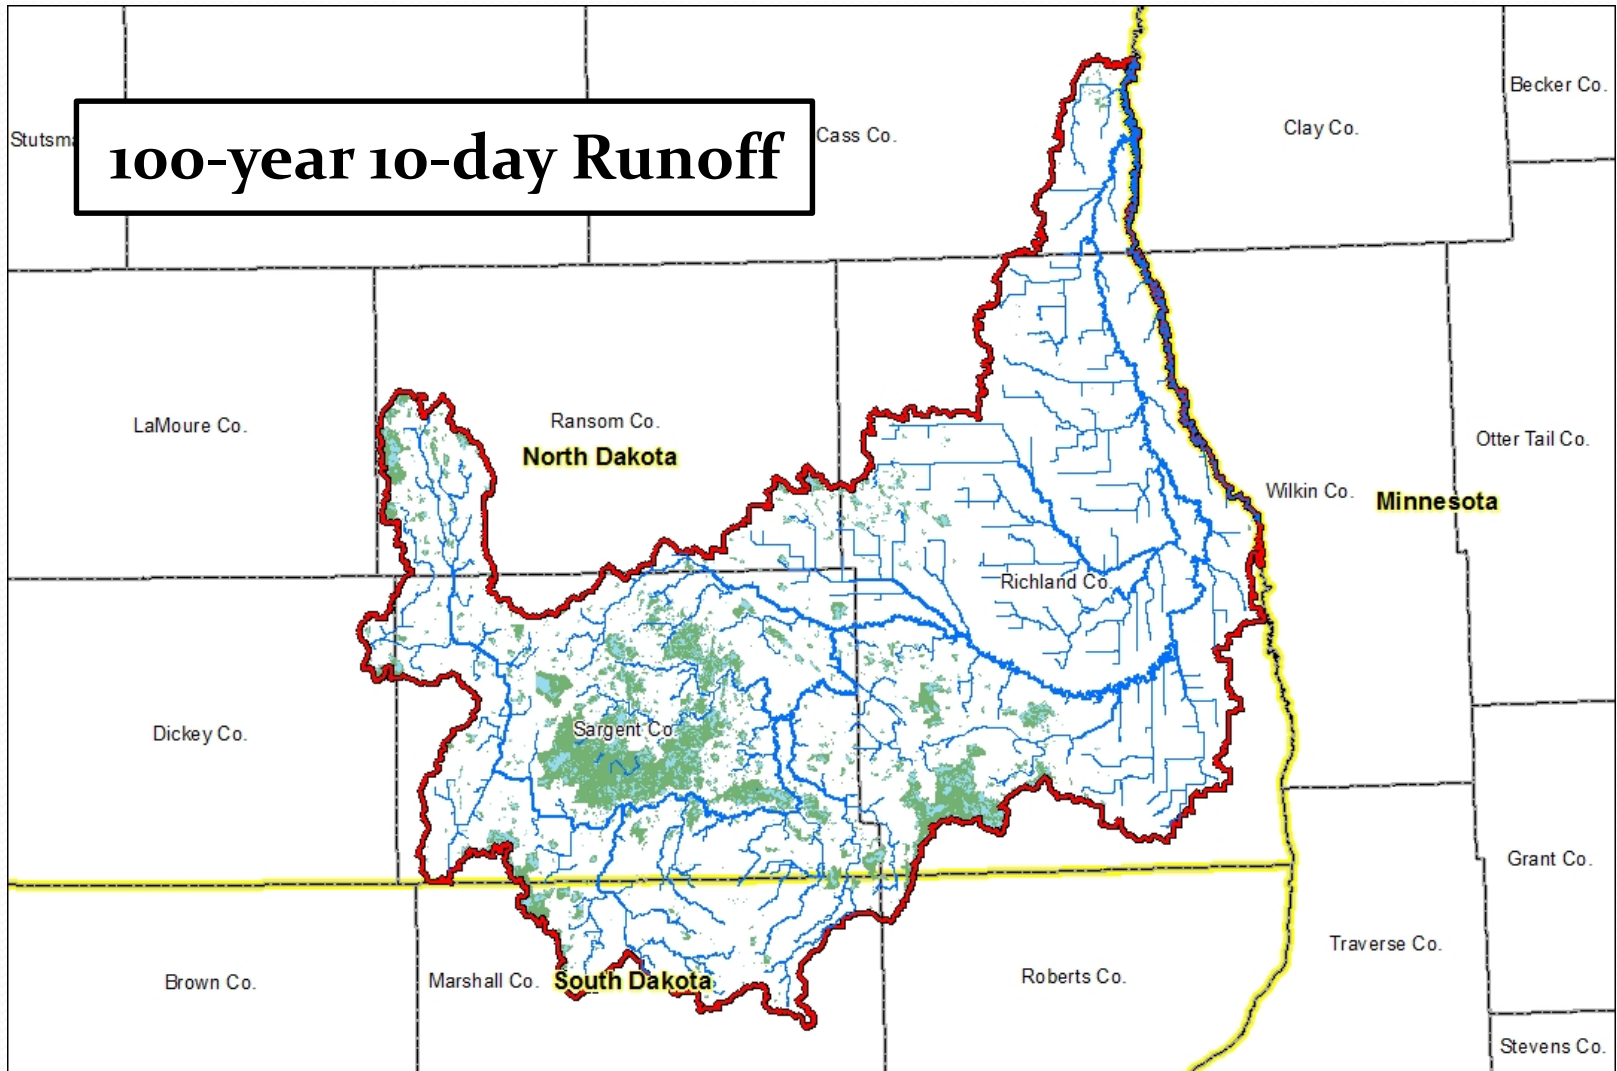 Becker Co.
Clay Co.
Cass Co.
Stutsm
100-year 10-day Runoff
LaMoure Co.
Ransom Co.
North Dakota
Otter Tail Co.
Wilkin Co.
Minnesota
Richland Co.
Dickey Co.
Sargent Co
Grant Co.
Traverse Co.
Brown Co.
Marshall Co.
South Dakota
Roberts Co.
Stevens Co.